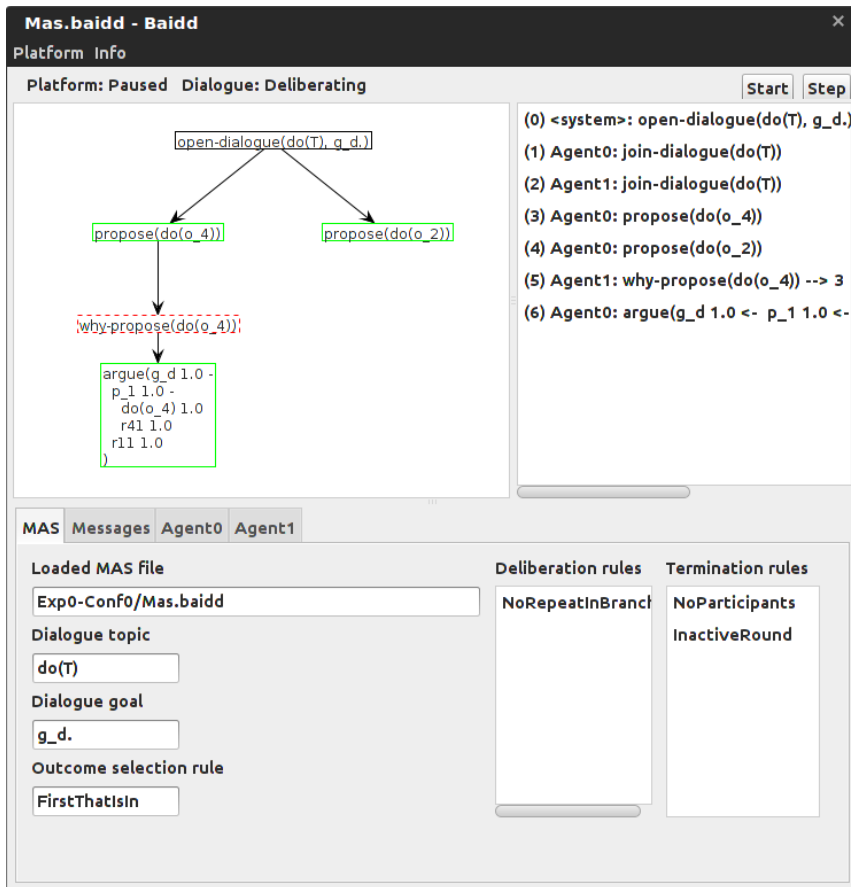 Mas.baidd - Baidd
×
Platform Info
Platform: Paused Dialogue: Deliberating
Start Step
open-dialogue(do(T), g_d.)
propose(do(o_4))
propose(do(o_2))
why-propose(do(o_4))
argue(g_d 1.0 -
p_1 1.0 -
do(o_4) 1.0
r41 1.0
r11 1.0
)
(0) <system>: open-dialogue(do(T), g_d.)
(1) Agent0: join-dialogue(do(T))
(2) Agent1: join-dialogue(do(T))
(3) Agent0: propose(do(o_4))
(4) Agent0: propose(do(o_2))
(5) Agent1: why-propose(do(o_4)) --> 3
(6) Agent0: argue(g_d 1.0 <- p_1 1.0 <-
MAS Messages Agent0 Agent1
Loaded MAS file
Exp0-Conf0/Mas.baidd
Dialogue topic
do(T)
Dialogue goal
g_d.
Outcome selection rule
FirstThatIsIn
Deliberation rules
NoRepeatInBranch
Termination rules
NoParticipants
InactiveRound